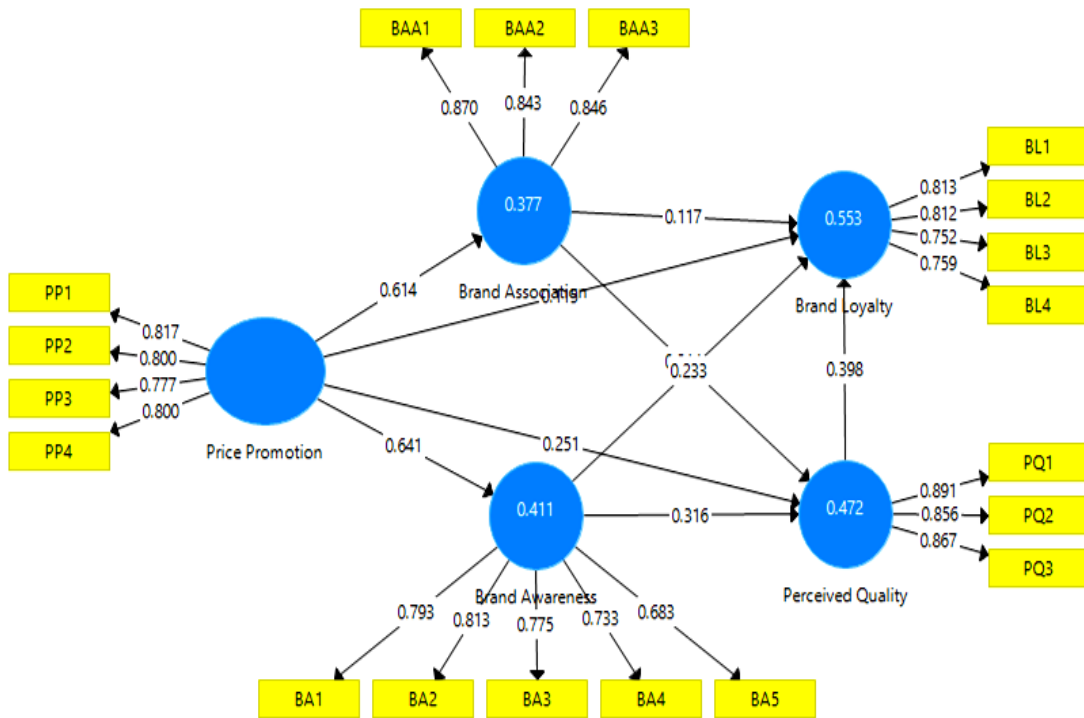 BAA1
BAA2
BAA3
0.870
0.843
0.846
BL1
BL2
BL3
BL4
0.813
0.812
0.752
0.759
0.377
0.117
0.553
Brand Association
Brand Loyalty
PP1
PP2
PP3
PP4
0.817
0.800
0.777
0.800
0.614
Price Promotion
0.233
0.398
0.641
0.251
0.411
0.316
0.472
PQ1
PQ2
PQ3
0.891
0.856
0.867
Brand Awareness
Perceived Quality
0.793
0.813
0.775
0.733
0.683
BA1
BA2
BA3
BA4
BA5